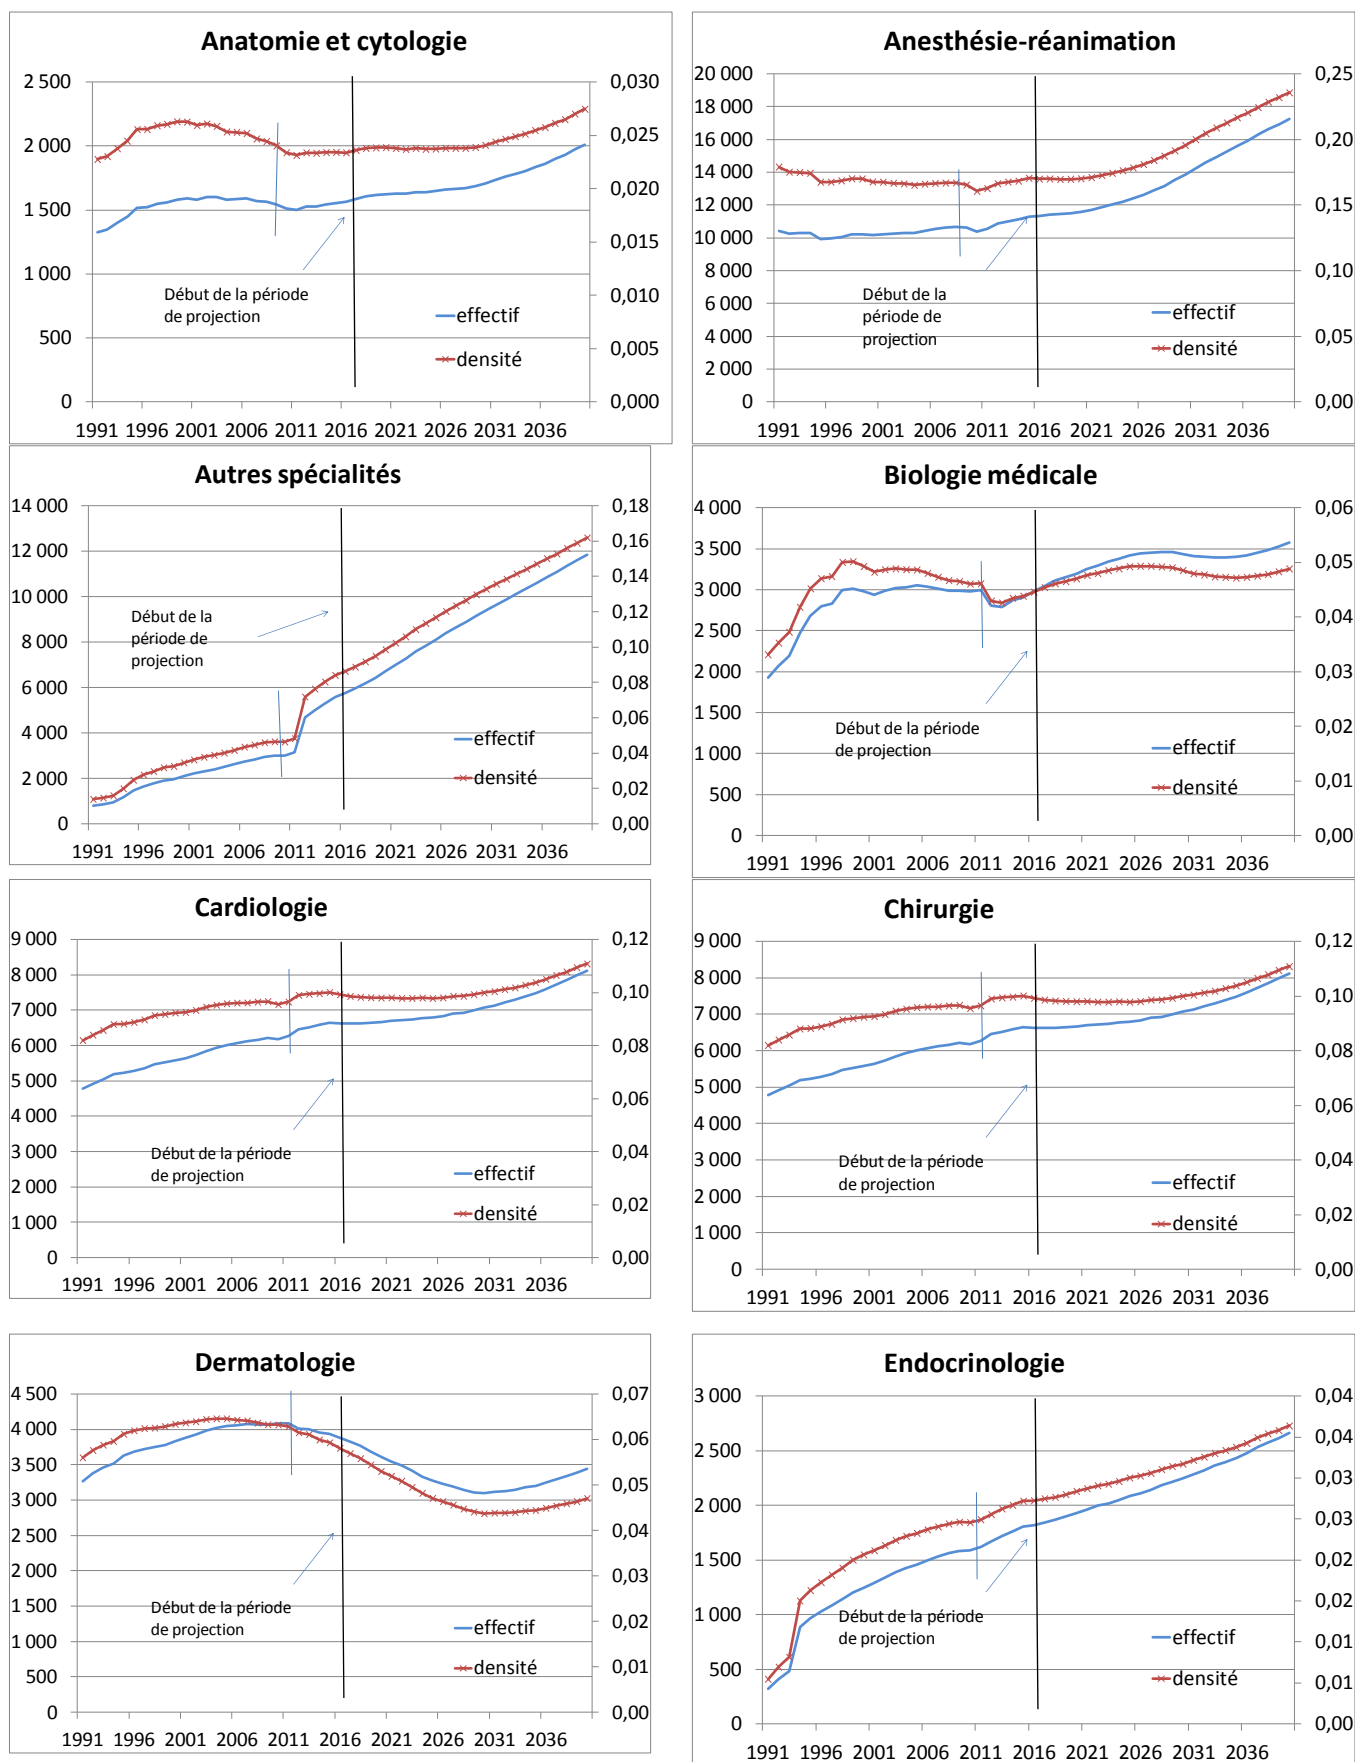 Anatomie et cytologie
2 500
2 000
1 500
1 000
500
0
0,030
0,025
0,020
0,015
0,010
0,005
0,000
Début de la période
de projection
effectif
densité
1991 1996 2001 2006 2011 2016 2021 2026 2031 2036
Anesthésie-réanimation
20 000
18 000
16 000
14 000
12 000
10 000
8 000
6 000
4 000
2 000
0
0,25
0,20
0,15
0,10
0,05
0,00
Début de la
période de
projection
effectif
densité
1991 1996 2001 2006 2011 2016 2021 2026 2031 2036
Autres spécialités
14 000
12 000
10 000
8 000
6 000
4 000
2 000
0
0,18
0,16
0,14
0,12
0,10
0,08
0,06
0,04
0,02
0,00
Début de la
période de
projection
effectif
densité
1991 1996 2001 2006 2011 2016 2021 2026 2031 2036
Biologie médicale
4 000
3 500
3 000
2 500
2 000
1 500
1 000
500
0
0,06
0,05
0,04
0,03
0,02
0,01
0,00
Début de la période
de projection
effectif
densité
1991 1996 2001 2006 2011 2016 2021 2026 2031 2036
Cardiologie
9 000
8 000
7 000
6 000
5 000
4 000
3 000
2 000
1 000
0
0,12
0,10
0,08
0,06
0,04
0,02
0,00
Début de la période
de projection
effectif
densité
1991 1996 2001 2006 2011 2016 2021 2026 2031 2036
Chirurgie
9 000
8 000
7 000
6 000
5 000
4 000
3 000
2 000
1 000
0
0,12
0,10
0,08
0,06
0,04
0,02
0,00
Début de la période
de projection
effectif
densité
1991 1996 2001 2006 2011 2016 2021 2026 2031 2036
Dermatologie
4 500
4 000
3 500
3 000
2 500
2 000
1 500
1 000
500
0
0,07
0,06
0,05
0,04
0,03
0,02
0,01
0,00
Début de la période
de projection
effectif
densité
1991 1996 2001 2006 2011 2016 2021 2026 2031 2036
Endocrinologie
3 000
2 500
2 000
1 500
1 000
500
0
0,04
0,04
0,03
0,03
0,02
0,02
0,01
0,01
0,00
Début de la période
de projection
effectif
densité
1991 1996 2001 2006 2011 2016 2021 2026 2031 2036